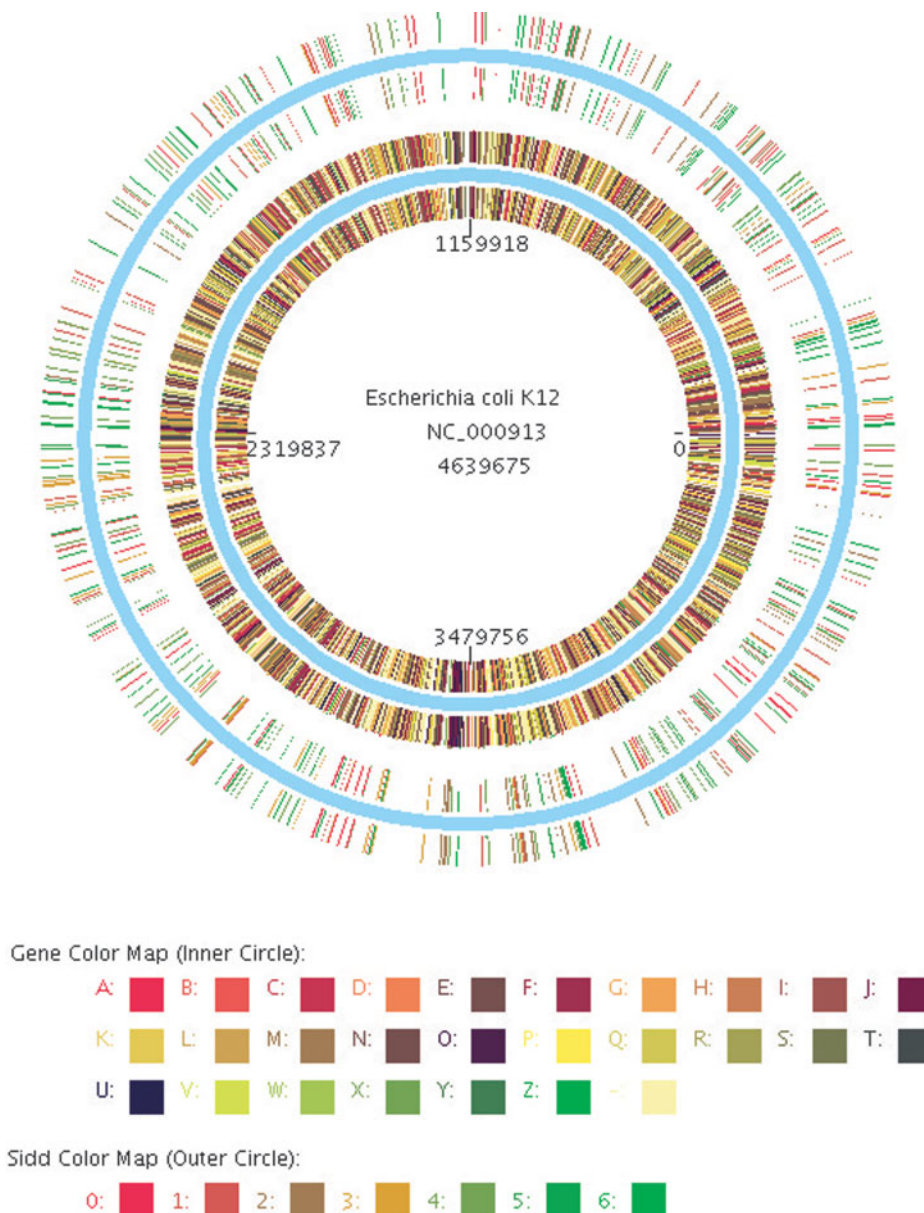 1159918
Escherichia coli K12
NC_000913
4639675
2319837
0
3479756
Gene Color Map (Inner Circle):
A: B: C: D: E: F: G: H: I: J:
K: L: M: N: O: P: Q: R: S: T:
U: V: W: X: Y: Z: -:
Sidd Color Map (Outer Circle):
0: 1: 2: 3: 4: 5: 6: